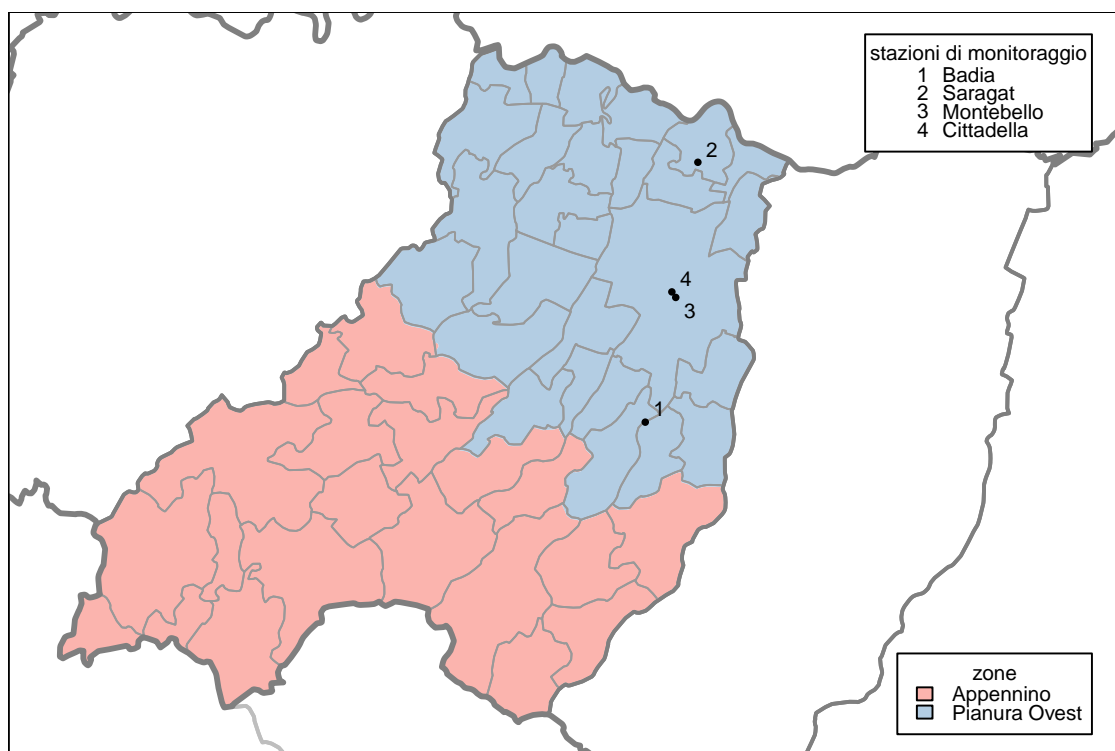 stazioni di monitoraggio
1 Badia
2 Saragat
3 Montebello
4 Cittadella
2
4
3
1
zone
Appennino
Pianura Ovest